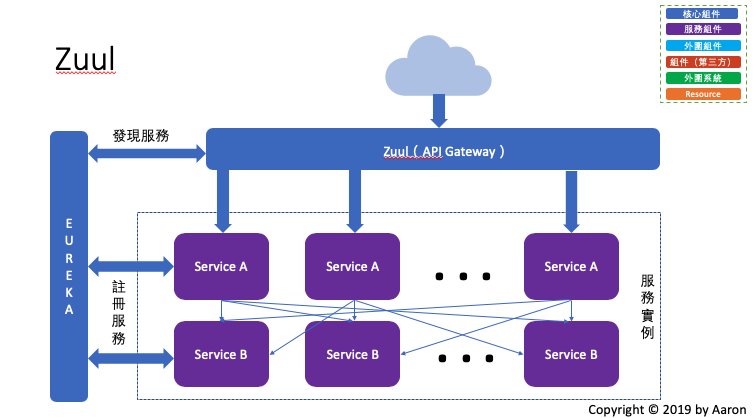 Zuul
核心組件
服務組件
外圍組件
組件（第三方）
外圍系統
Resource
發現服務
Zuul（API Gateway）
EUREKA
Service A
Service A
Service A
註冊服務
服務實例
Service B
Service B
Service B
Copyright © 2019 by Aaron